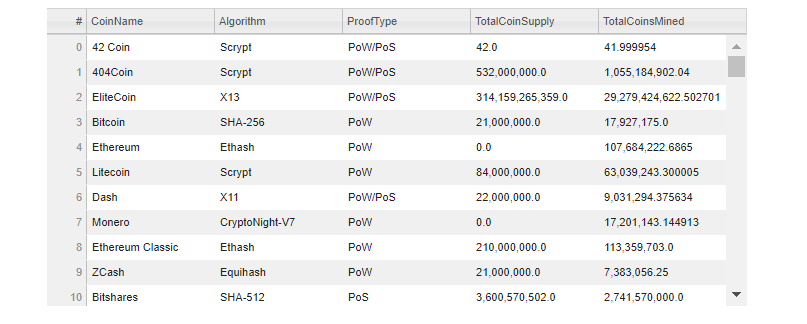 # CoinName Algorithm ProofType TotalCoinSupply TotalCoinsMined
0 42 Coin Scrypt PoW/PoS 42.0 41.999954
1 404Coin Scrypt PoW/PoS 532,000,000.0 1,055,184,902.04
2 EliteCoin X13 PoW/PoS 314,159,265,359.0 29,279,424,622.502701
3 Bitcoin SHA-256 PoW 21,000,000.0 17,927,175.0
4 Ethereum Ethash PoW 0.0 107,684,222.6865
5 Litecoin Scrypt PoW 84,000,000.0 63,039,243.300005
6 Dash X11 PoW/PoS 22,000,000.0 9,031,294.375634
7 Monero CryptoNight-V7 PoW 0.0 17,201,143.144913
8 Ethereum Classic Ethash PoW 210,000,000.0 113,359,703.0
9 ZCash Equihash PoW 21,000,000.0 7,383,056.25
10 Bitshares SHA-512 PoS 3,600,570,502.0 2,741,570,000.0